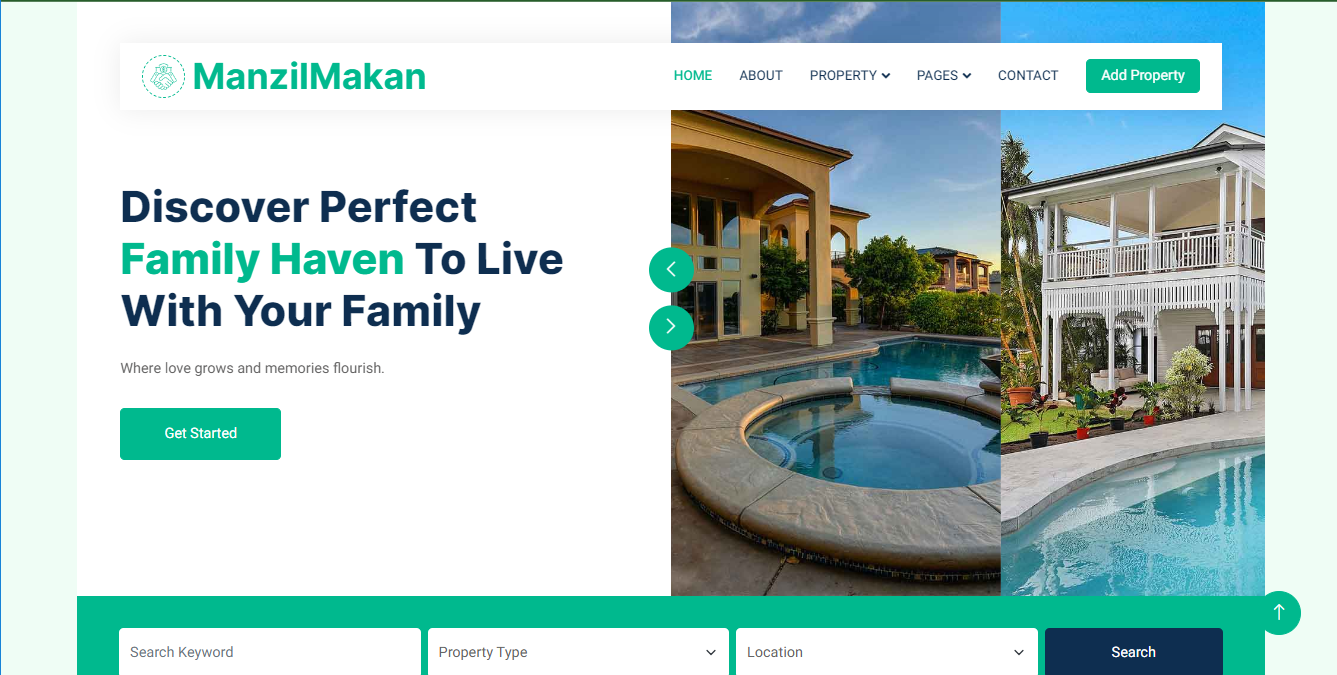 ManzilMakan
HOME ABOUT PROPERTY PAGES CONTACT Add Property
Discover Perfect
Family Haven To Live
With Your Family
Where love grows and memories flourish.
Get Started
Search Keyword Property Type Location Search